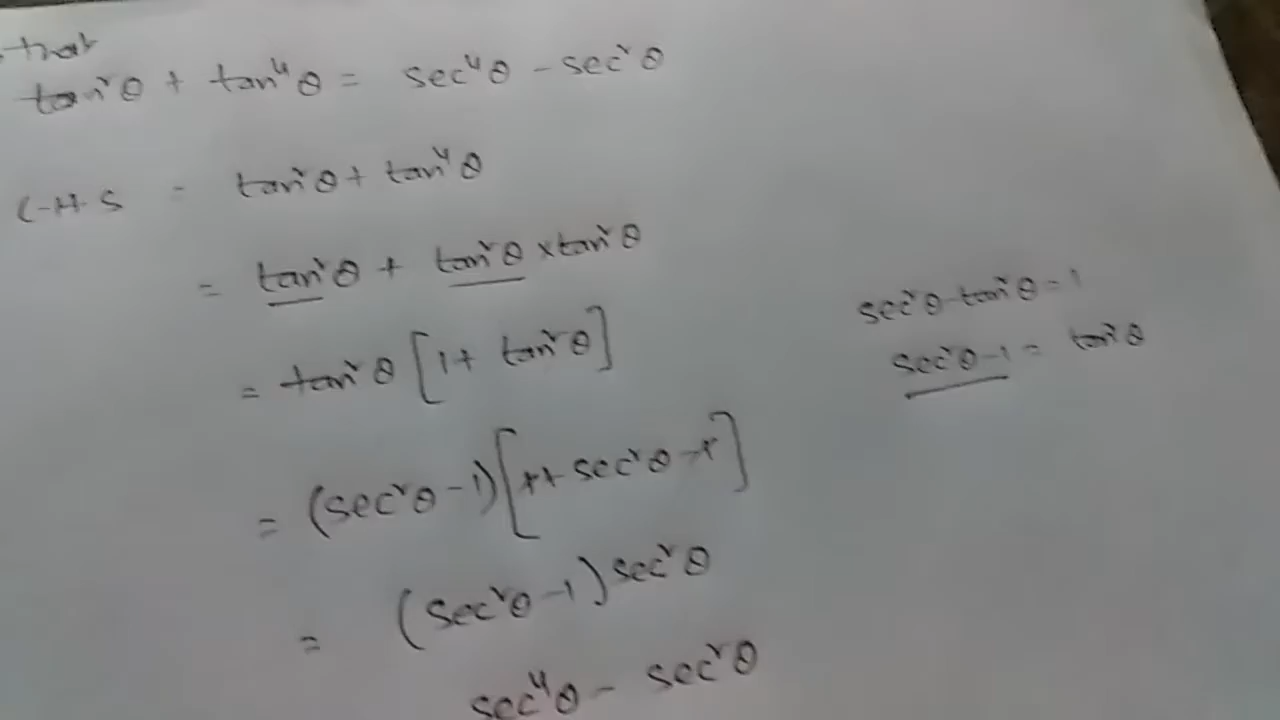 that
tan²θ + tan⁴θ = sec⁴θ - sec²θ
L-H-S = tan²θ + tan⁴θ
= tan²θ + tan²θ × tan²θ
= tan²θ [1 + tan²θ]
sec²θ - tan²θ = 1
sec²θ - 1 = tan²θ
= (sec²θ - 1) [1 + sec²θ - 1]
= (sec²θ - 1) sec²θ
sec⁴θ - sec²θ